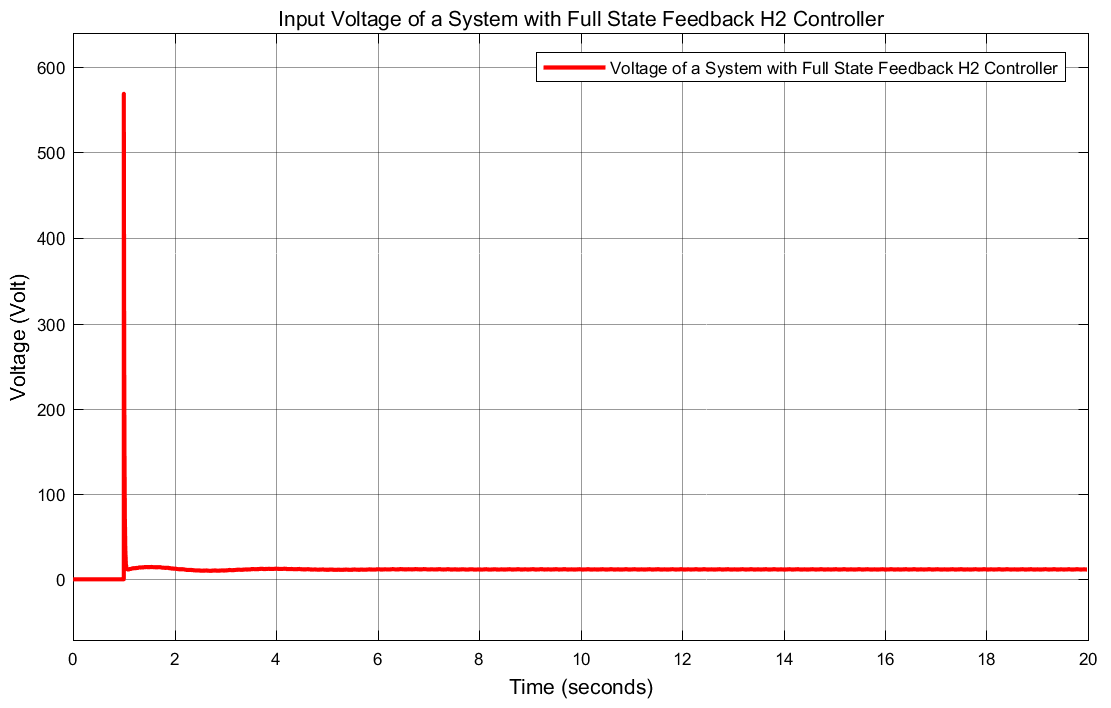 Input Voltage of a System with Full State Feedback H2 Controller
Voltage of a System with Full State Feedback H2 Controller
600
500
400
300
200
100
0
Voltage (Volt)
0 2 4 6 8 10 12 14 16 18 20
Time (seconds)